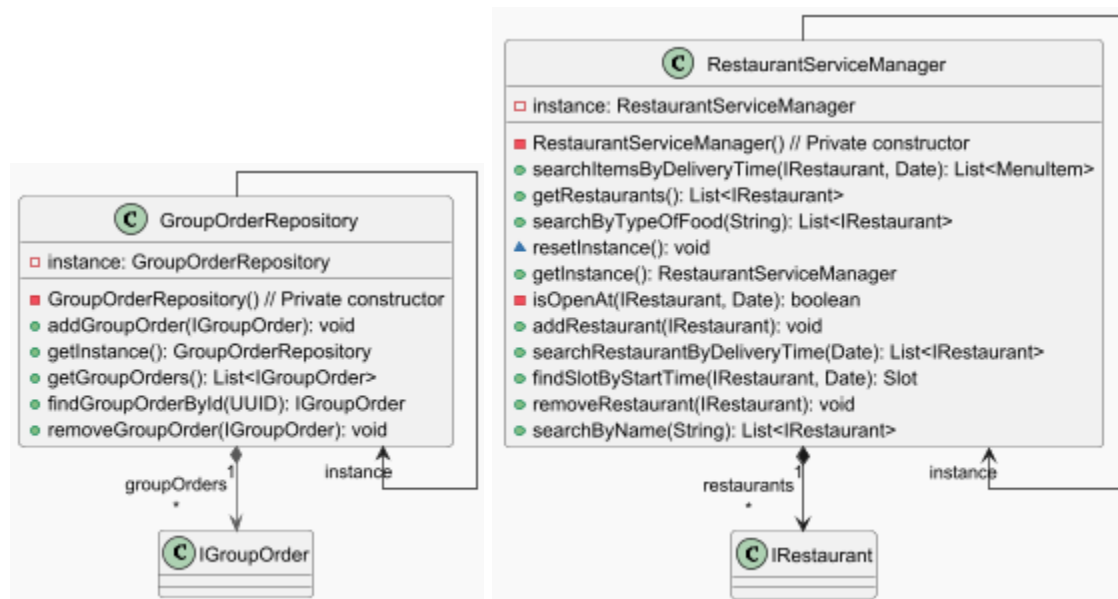 C GroupOrderRepository
instance: GroupOrderRepository
GroupOrderRepository() // Private constructor
addGroupOrder(IGroupOrder): void
getInstance(): GroupOrderRepository
getGroupOrders(): List<IGroupOrder>
findGroupOrderById(UUID): IGroupOrder
removeGroupOrder(IGroupOrder): void
1
instance
groupOrders
*
C IGroupOrder
C RestaurantServiceManager
instance: RestaurantServiceManager
RestaurantServiceManager() // Private constructor
searchItemsByDeliveryTime(IRestaurant, Date): List<MenuItem>
getRestaurants(): List<IRestaurant>
searchByTypeOfFood(String): List<IRestaurant>
resetInstance(): void
getInstance(): RestaurantServiceManager
isOpenAt(IRestaurant, Date): boolean
addRestaurant(IRestaurant): void
searchRestaurantByDeliveryTime(Date): List<IRestaurant>
findSlotByStartTime(IRestaurant, Date): Slot
removeRestaurant(IRestaurant): void
searchByName(String): List<IRestaurant>
1
instance
restaurants
*
C IRestaurant